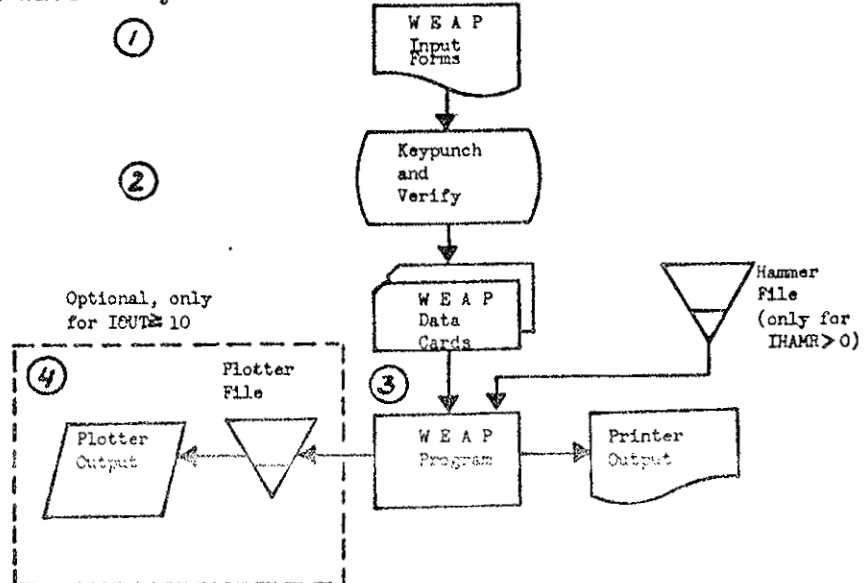 1
W E A P
Input
Forms
2
Keypunch
and
Verify
Optional, only
for IOUT≥ 10
W E A P
Data
Cards
Hammer
File
(only for
IHAMR > 0)
4
Plotter
File
3
Plotter
Output
W E A P
Program
Printer
Output